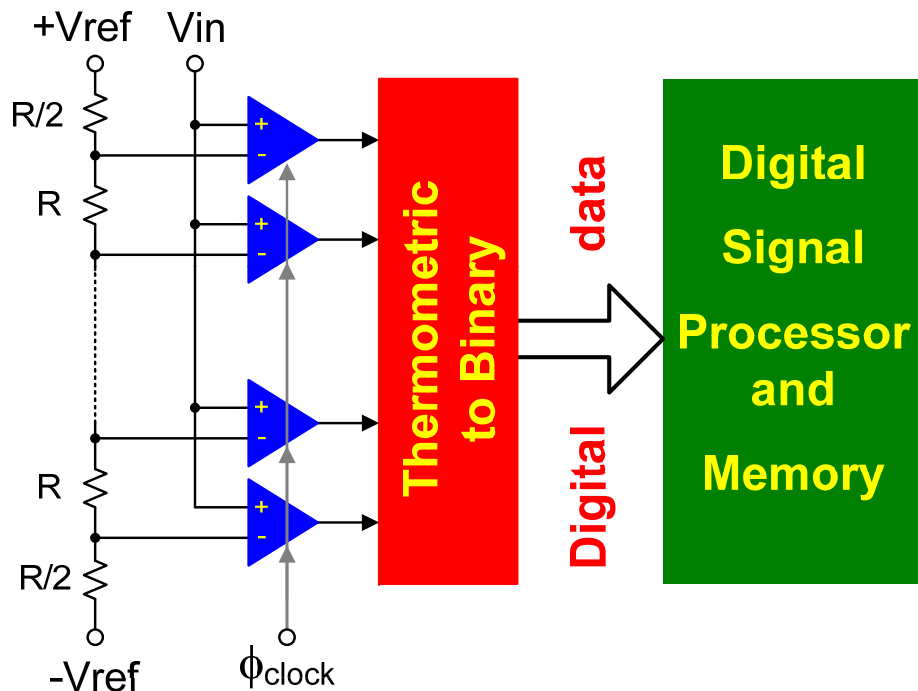 +Vref
Vin
R/2
R
R
R/2
-Vref
ϕclock
+
-
+
-
+
-
+
-
Thermometric
to Binary
Digital data
Digital
Signal
Processor
and
Memory